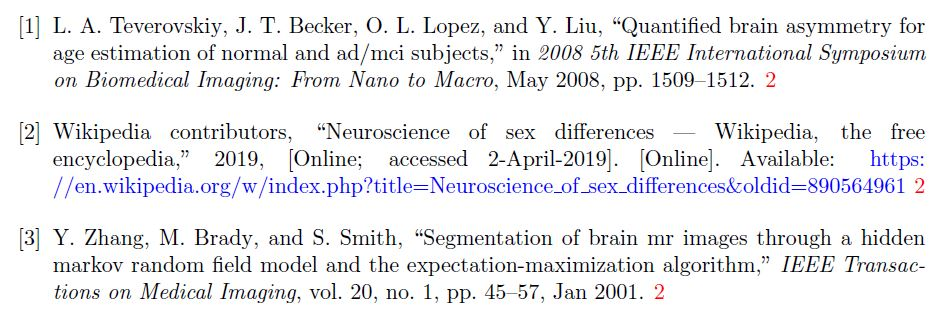 [1] L. A. Teverovskiy, J. T. Becker, O. L. Lopez, and Y. Liu, “Quantified brain asymmetry for
age estimation of normal and ad/mci subjects,” in 2008 5th IEEE International Symposium
on Biomedical Imaging: From Nano to Macro, May 2008, pp. 1509–1512. 2
[2] Wikipedia contributors, “Neuroscience of sex differences — Wikipedia, the free
encyclopedia,” 2019, [Online; accessed 2-April-2019]. [Online]. Available: https:
//en.wikipedia.org/w/index.php?title=Neuroscience_of_sex_differences&oldid=890564961 2
[3] Y. Zhang, M. Brady, and S. Smith, “Segmentation of brain mr images through a hidden
markov random field model and the expectation-maximization algorithm,” IEEE Transac-
tions on Medical Imaging, vol. 20, no. 1, pp. 45–57, Jan 2001. 2